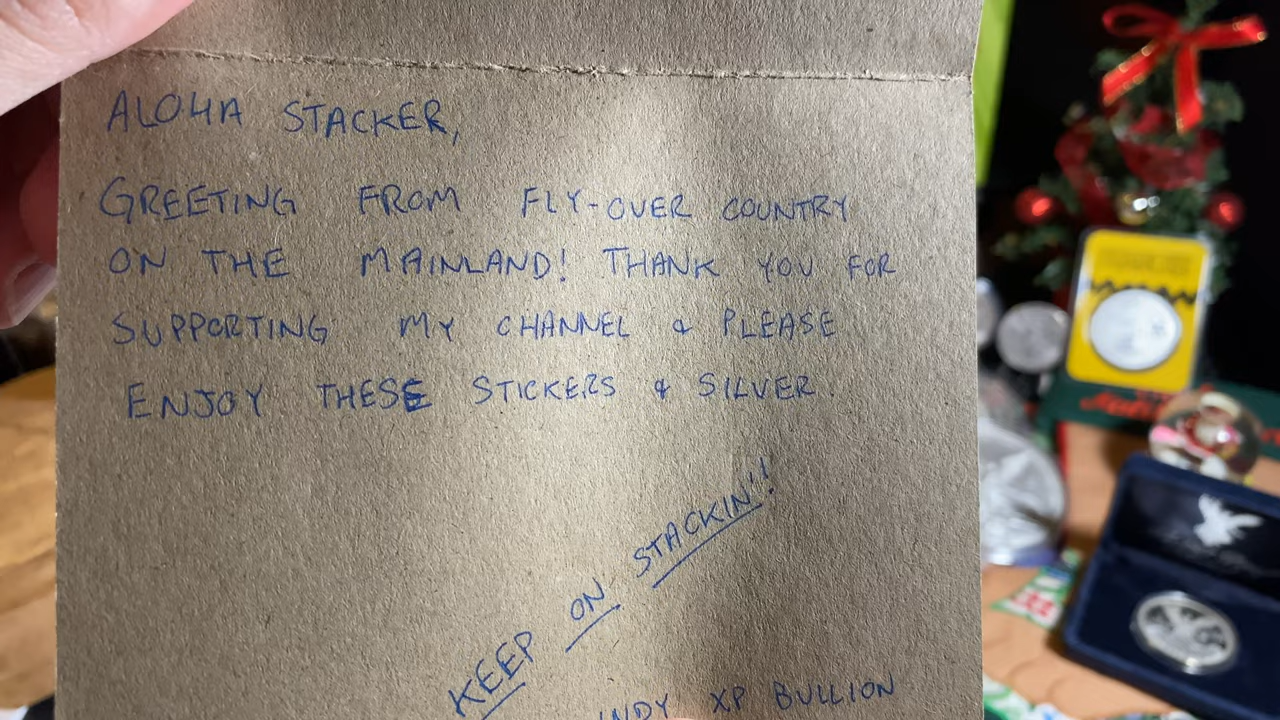 ALOHA STACKER,
GREETING FROM FLY-OVER COUNTRY
ON THE MAINLAND! THANK YOU FOR
SUPPORTING MY CHANNEL & PLEASE
ENJOY THESE STICKERS & SILVER.
KEEP ON STACKIN'!
INDY XP BULLION